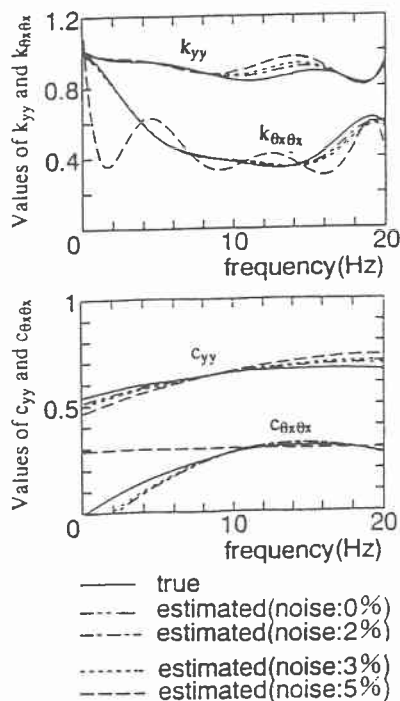 Values of kyy and kθxθx
1.2
0.8
0.4
0
10
20
kyy
kθxθx
frequency(Hz)
Values of cyy and cθxθx
1
0.5
0
10
20
cyy
cθxθx
frequency(Hz)
true
estimated(noise:0%)
estimated(noise:2%)
estimated(noise:3%)
estimated(noise:5%)